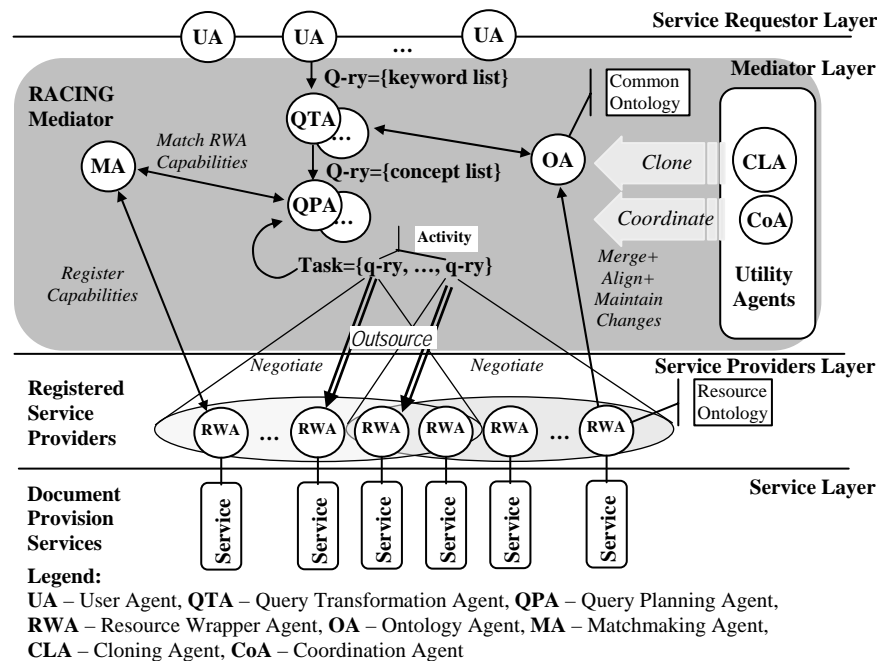 Service Requestor Layer
UA
UA
...
UA
Q-ry={keyword list}
Mediator Layer
RACING
Mediator
Common
Ontology
QTA
...
Match RWA
Capabilities
MA
OA
Clone
CLA
Q-ry={concept list}
QPA
...
Coordinate
CoA
Activity
Task={q-ry, ..., q-ry}
Register
Capabilities
Merge+
Align+
Maintain
Changes
Utility
Agents
Outsource
Negotiate
Negotiate
Service Providers Layer
Registered
Service
Providers
Resource
Ontology
RWA
...
RWA
RWA
RWA
RWA
...
RWA
Service Layer
Document
Provision
Services
Service
Service
Service
Service
Service
Service
Legend:
UA – User Agent, QTA – Query Transformation Agent, QPA – Query Planning Agent,
RWA – Resource Wrapper Agent, OA – Ontology Agent, MA – Matchmaking Agent,
CLA – Cloning Agent, CoA – Coordination Agent